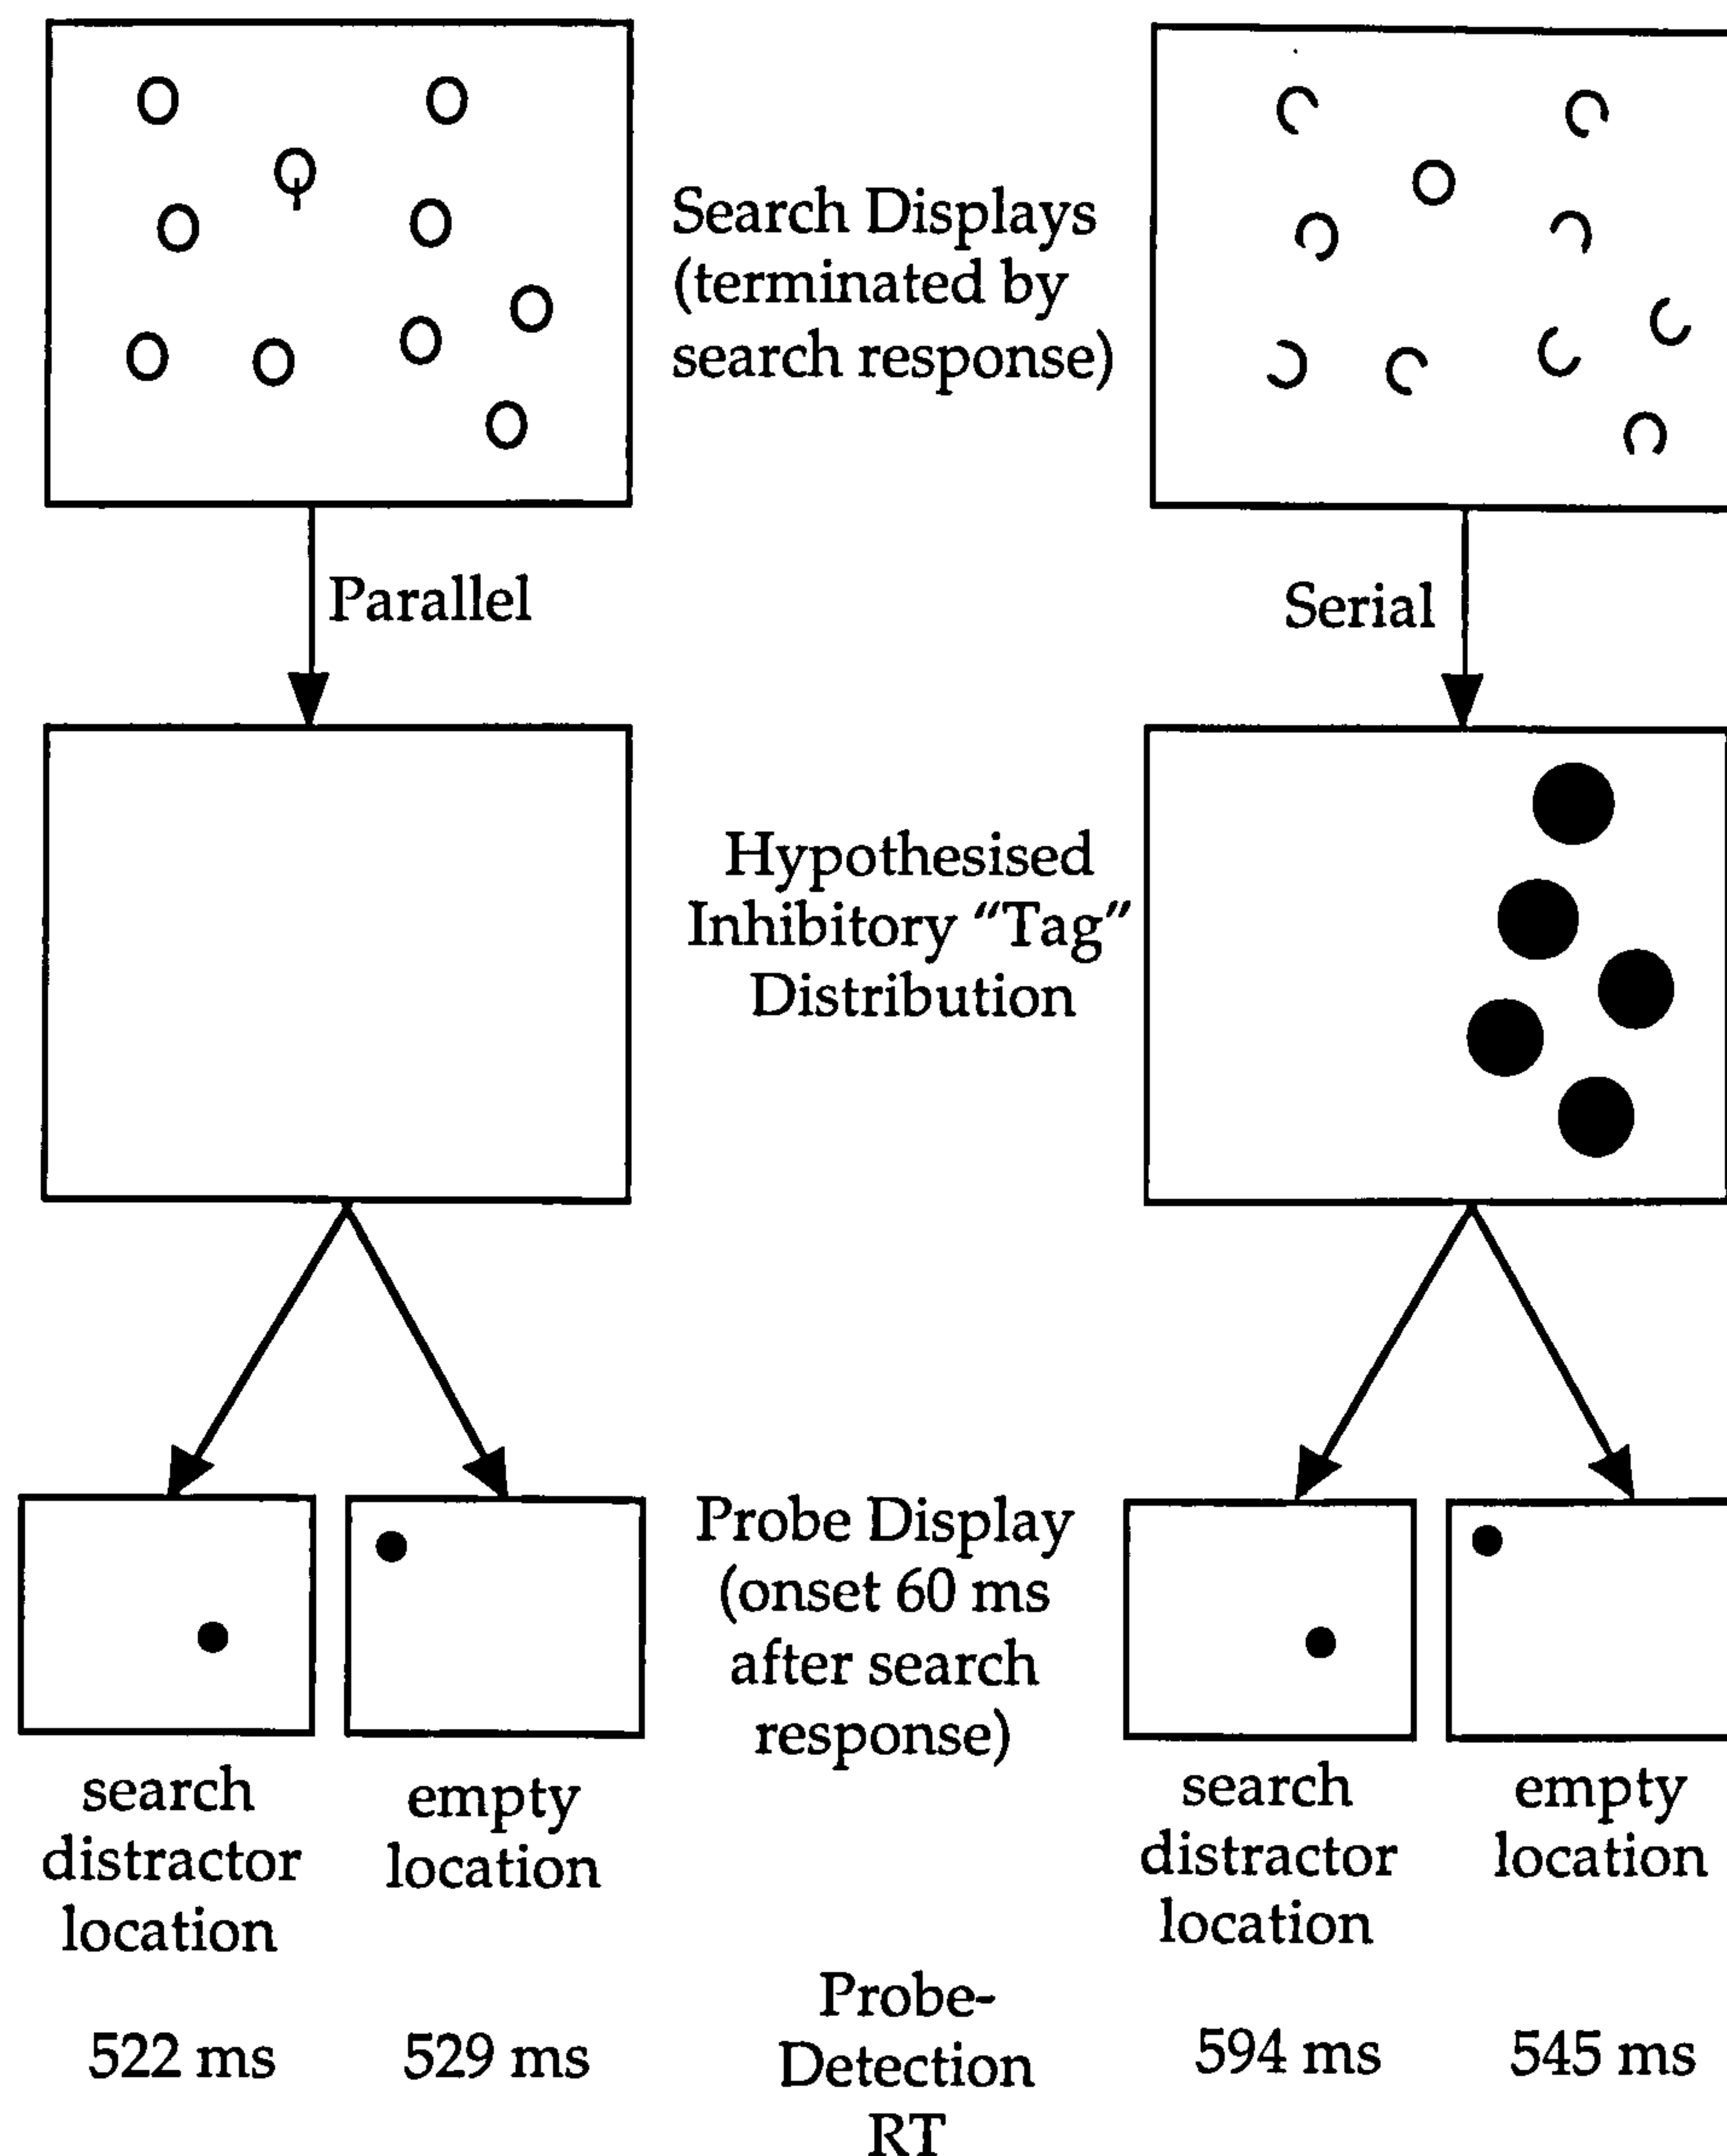 Search Displays
(terminated by
search response)
Parallel
Serial
Hypothesised
Inhibitory “Tag”
Distribution
Probe Display
(onset 60 ms
after search
response)
search
distractor
location
empty
location
search
distractor
location
empty
location
Probe-
Detection
RT
522 ms
529 ms
594 ms
545 ms